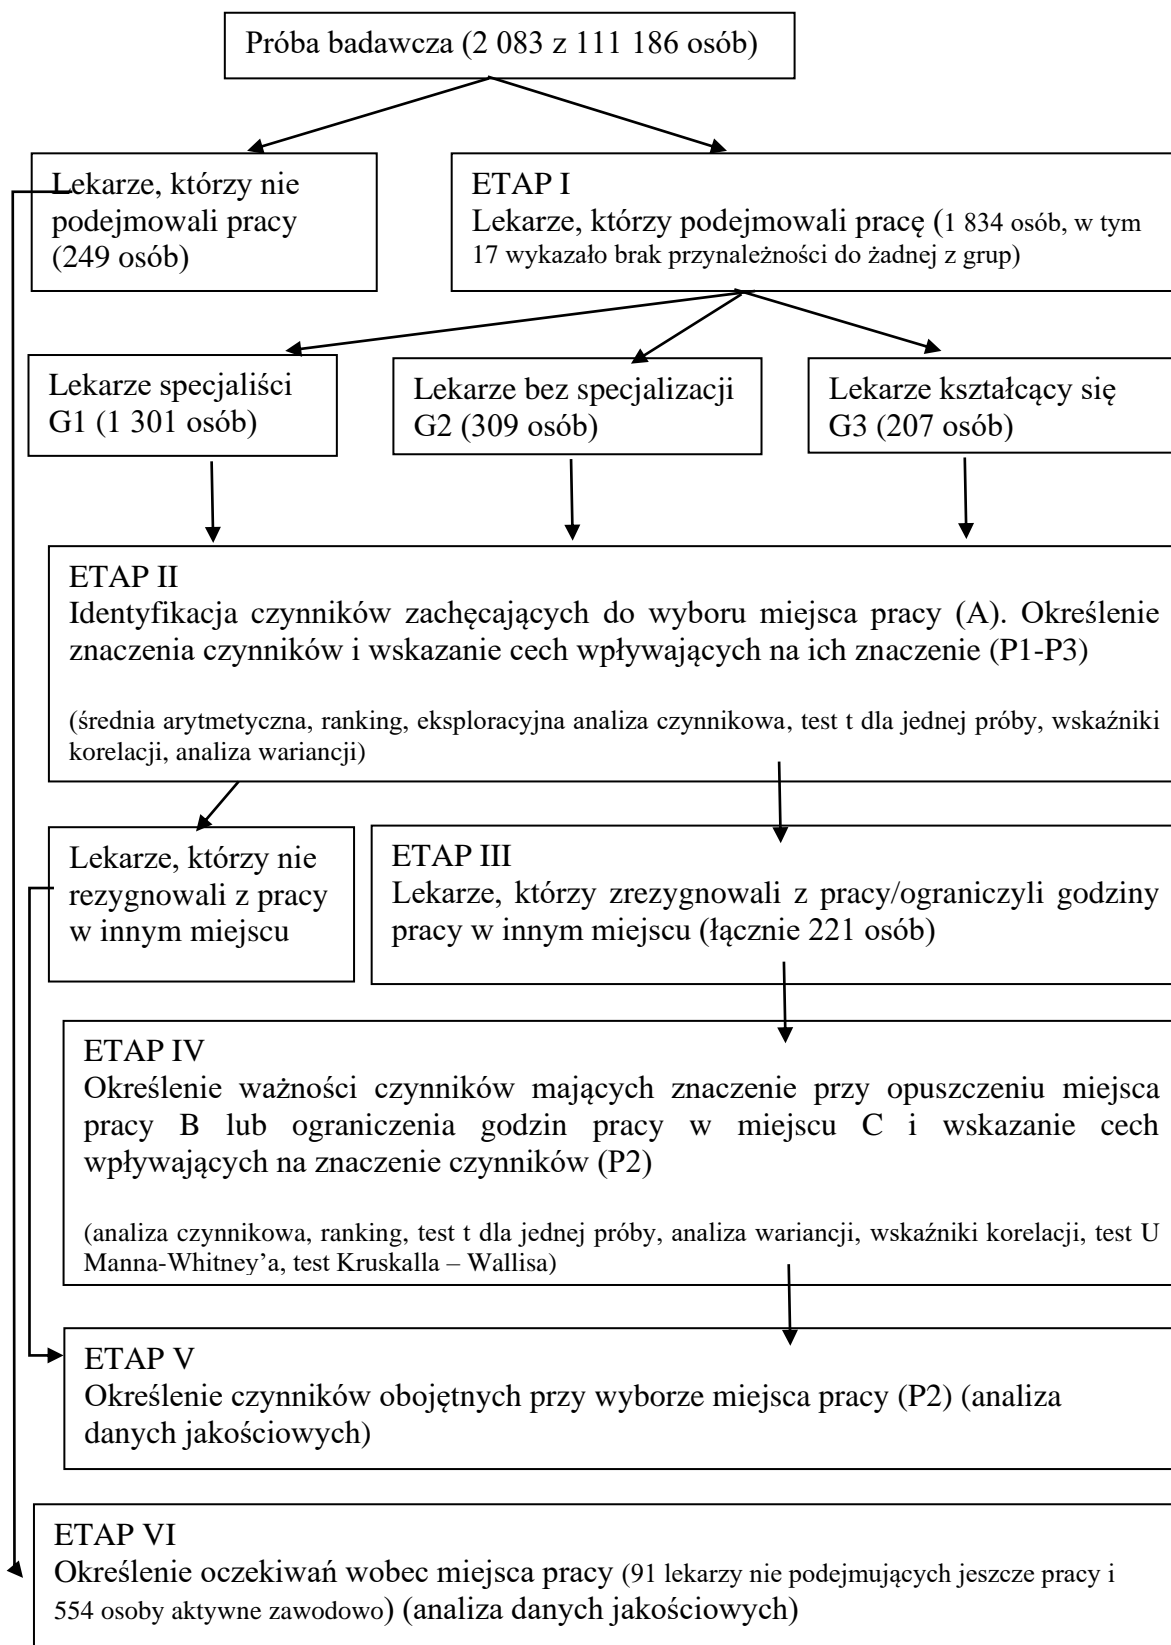 Próba badawcza (2 083 z 111 186 osób)
Lekarze, którzy nie
podejmowali pracy
(249 osób)
ETAP I
Lekarze, którzy podejmowali pracę (1 834 osób, w tym
17 wykazało brak przynależności do żadnej z grup)
Lekarze specjaliści
G1 (1 301 osób)
Lekarze bez specjalizacji
G2 (309 osób)
Lekarze kształcący się
G3 (207 osób)
ETAP II
Identyfikacja czynników zachęcających do wyboru miejsca pracy (A). Określenie
znaczenia czynników i wskazanie cech wpływających na ich znaczenie (P1-P3)
(średnia arytmetyczna, ranking, eksploracyjna analiza czynnikowa, test t dla jednej próby, wskaźniki
korelacji, analiza wariancji)
Lekarze, którzy nie
rezygnowali z pracy
w innym miejscu
ETAP III
Lekarze, którzy zrezygnowali z pracy/ograniczyli godziny
pracy w innym miejscu (łącznie 221 osób)
ETAP IV
Określenie ważności czynników mających znaczenie przy opuszczeniu miejsca
pracy B lub ograniczenia godzin pracy w miejscu C i wskazanie cech
wpływających na znaczenie czynników (P2)
(analiza czynnikowa, ranking, test t dla jednej próby, analiza wariancji, wskaźniki korelacji, test U
Manna-Whitney’a, test Kruskalla – Wallisa)
ETAP V
Określenie czynników obojętnych przy wyborze miejsca pracy (P2) (analiza
danych jakościowych)
ETAP VI
Określenie oczekiwań wobec miejsca pracy (91 lekarzy nie podejmujących jeszcze pracy i
554 osoby aktywne zawodowo) (analiza danych jakościowych)